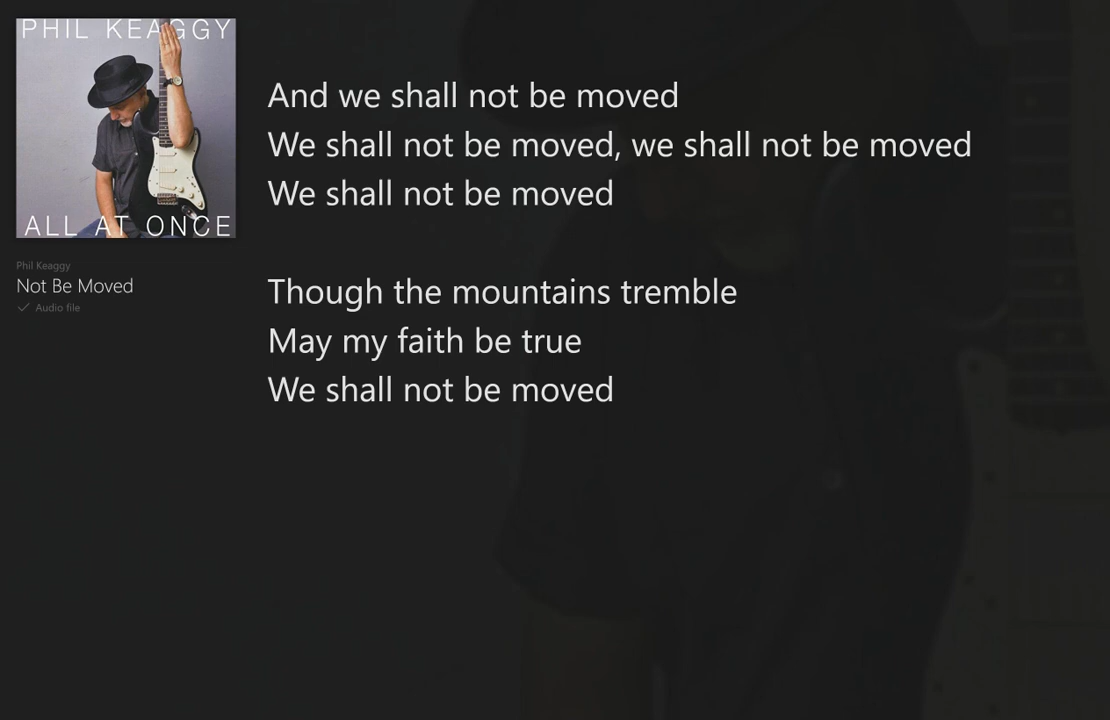 PHIL KEAGGY
ALL AT ONCE
Phil Keaggy
Not Be Moved
Audio file
And we shall not be moved
We shall not be moved, we shall not be moved
We shall not be moved
Though the mountains tremble
May my faith be true
We shall not be moved